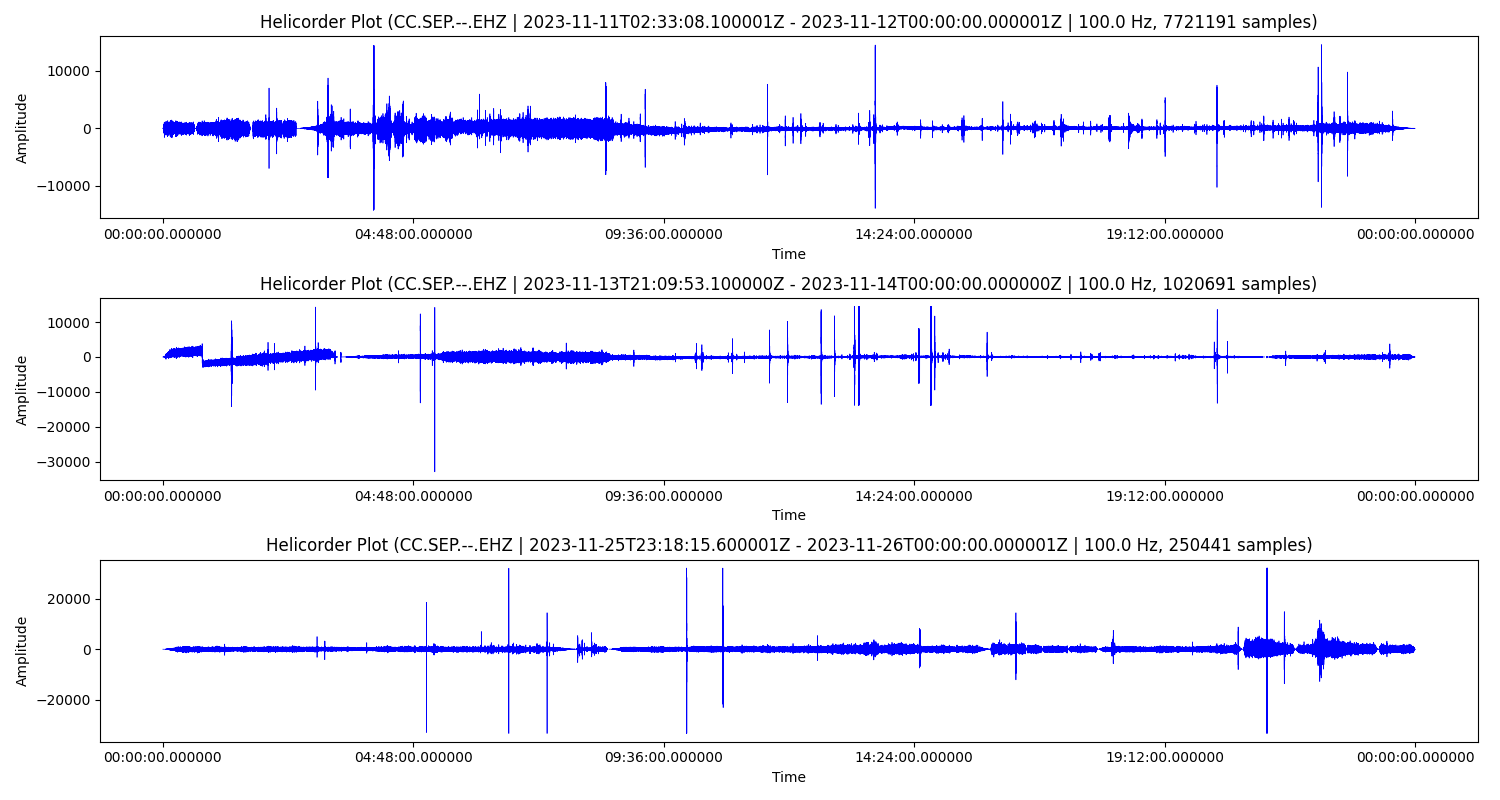 Helicorder Plot (CC.SEP.--.EHZ | 2023-11-11T02:33:08.100001Z - 2023-11-12T00:00:00.000001Z | 100.0 Hz, 7721191 samples)
Amplitude
10000
0
−10000
00:00:00.000000 04:48:00.000000 09:36:00.000000 14:24:00.000000 19:12:00.000000 00:00:00.000000
Time
Helicorder Plot (CC.SEP.--.EHZ | 2023-11-13T21:09:53.100000Z - 2023-11-14T00:00:00.000000Z | 100.0 Hz, 1020691 samples)
Amplitude
10000
0
−10000
−20000
−30000
00:00:00.000000 04:48:00.000000 09:36:00.000000 14:24:00.000000 19:12:00.000000 00:00:00.000000
Time
Helicorder Plot (CC.SEP.--.EHZ | 2023-11-25T23:18:15.600001Z - 2023-11-26T00:00:00.000001Z | 100.0 Hz, 250441 samples)
Amplitude
20000
0
−20000
00:00:00.000000 04:48:00.000000 09:36:00.000000 14:24:00.000000 19:12:00.000000 00:00:00.000000
Time